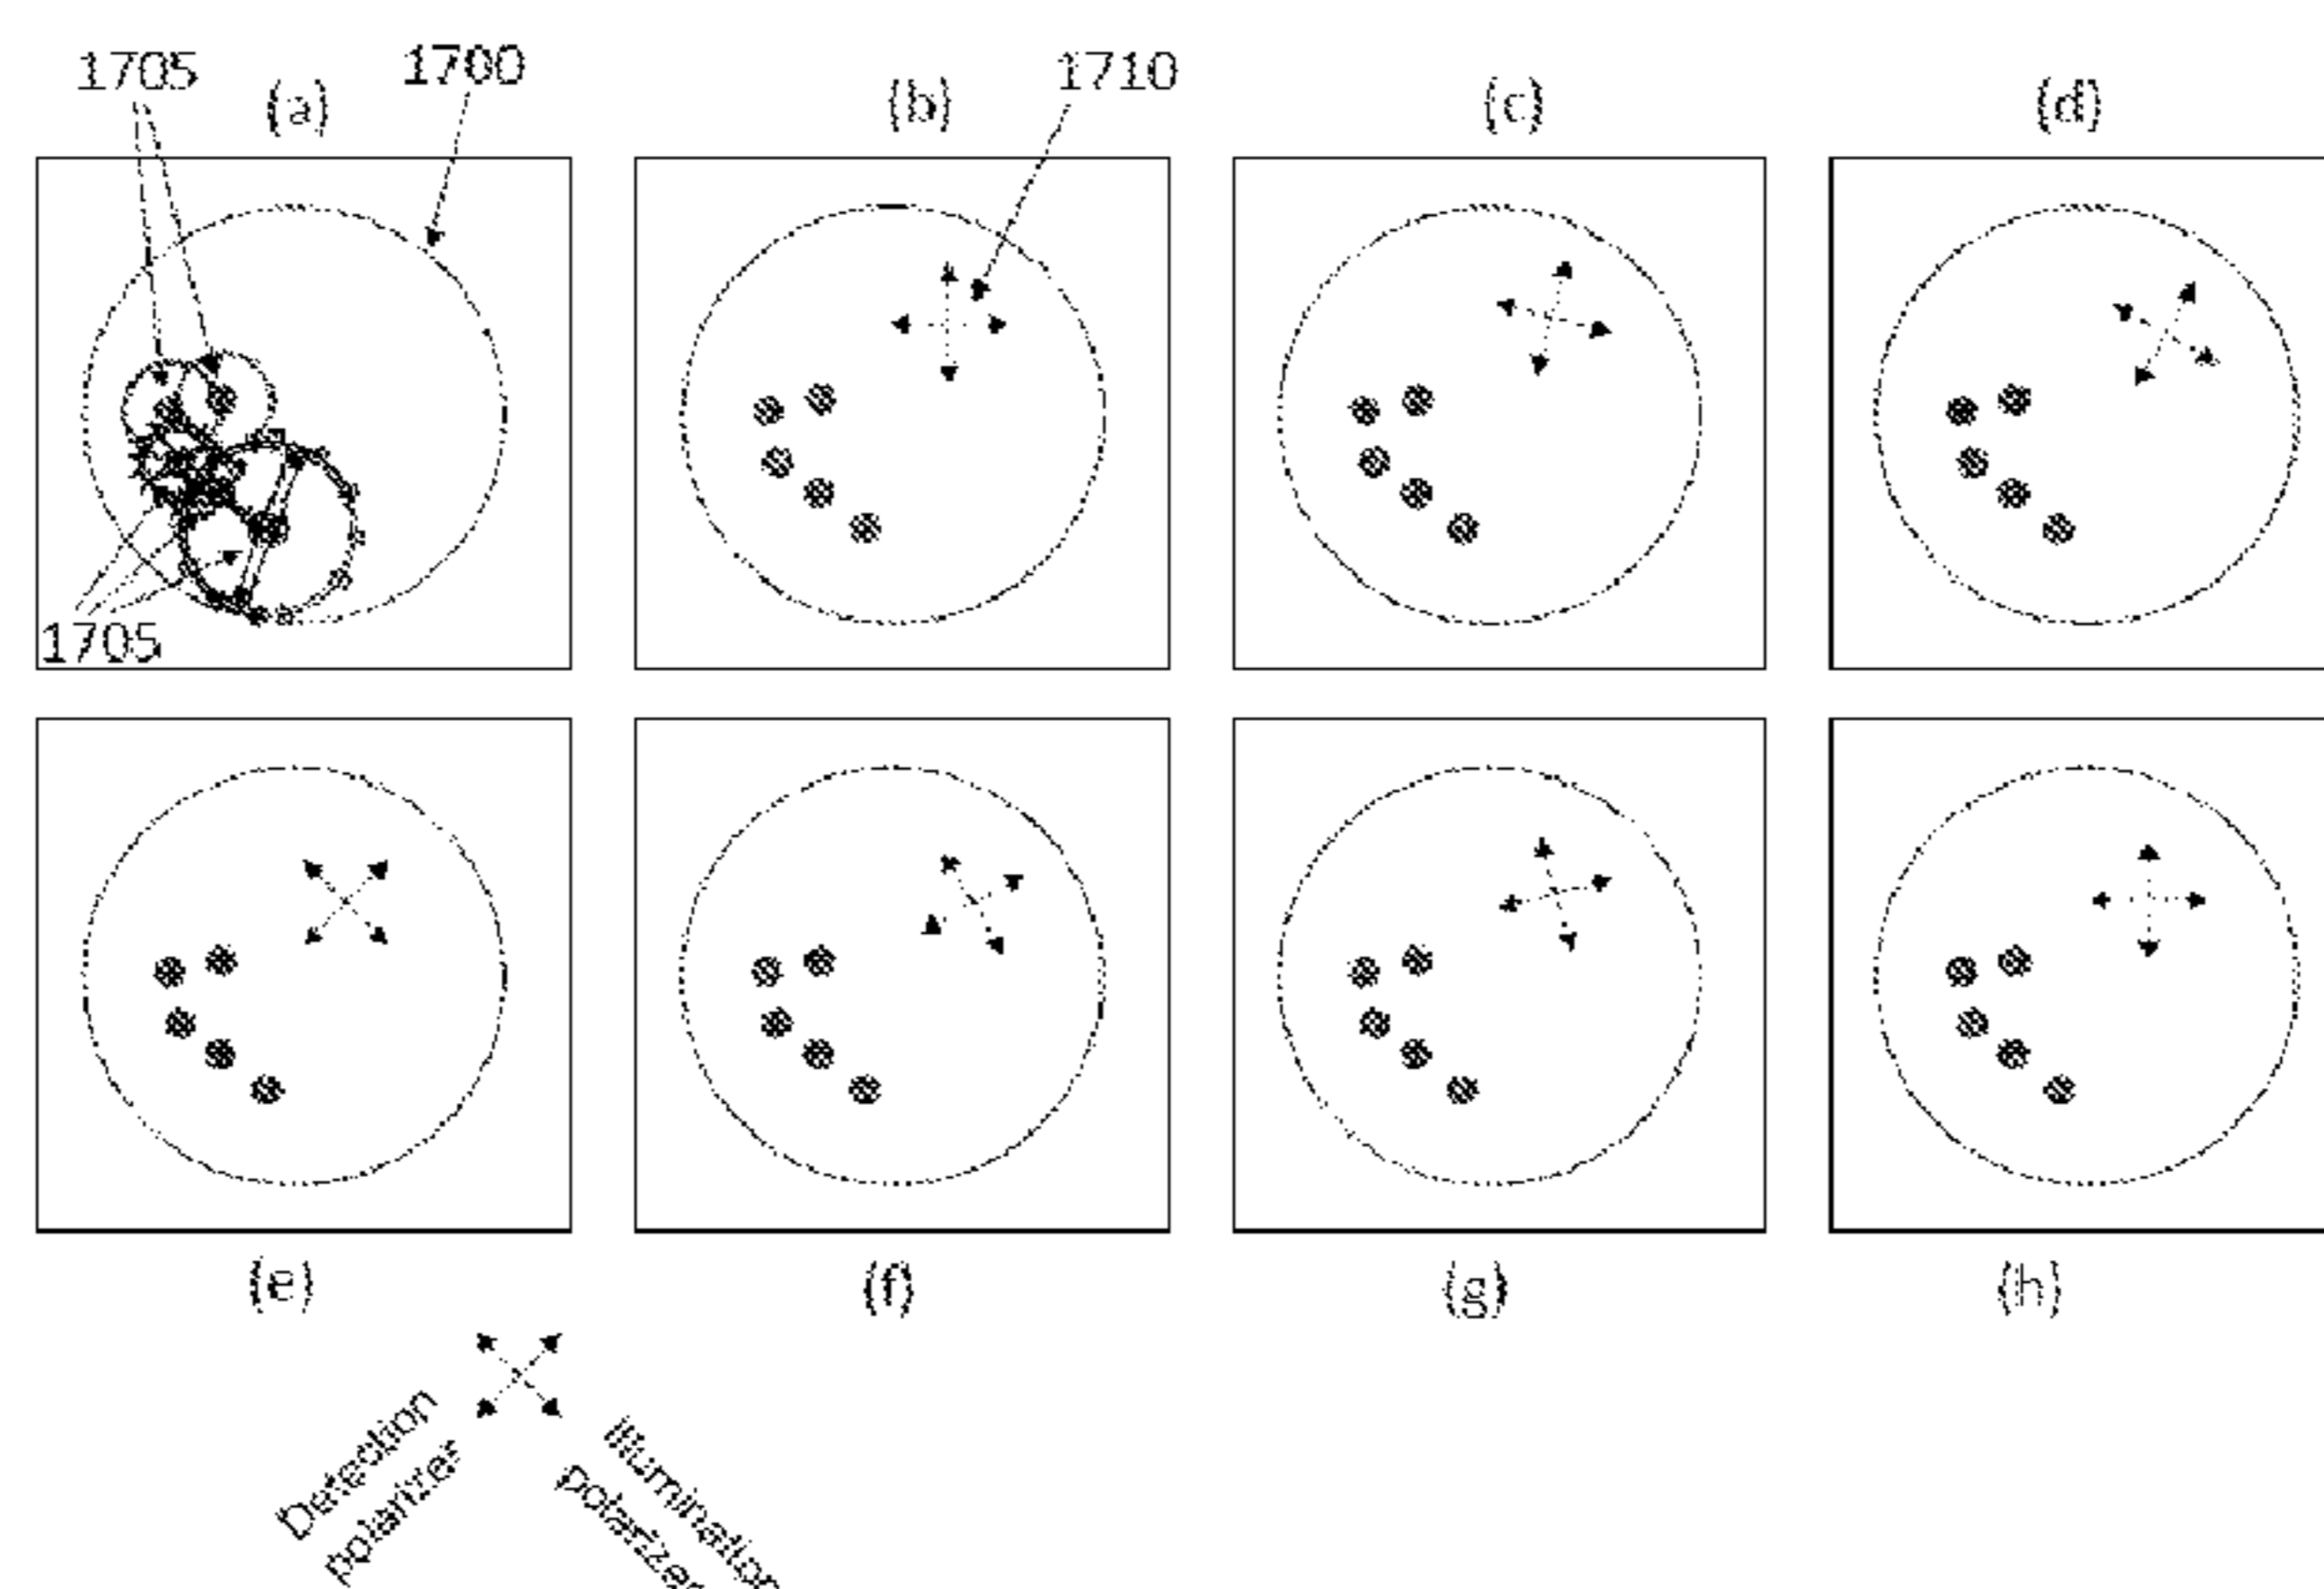 1705
1700
1710
(a)
(b)
(c)
(d)
1705
(e)
(f)
(g)
(h)
Detection
polarizer
Illumination
polarizer